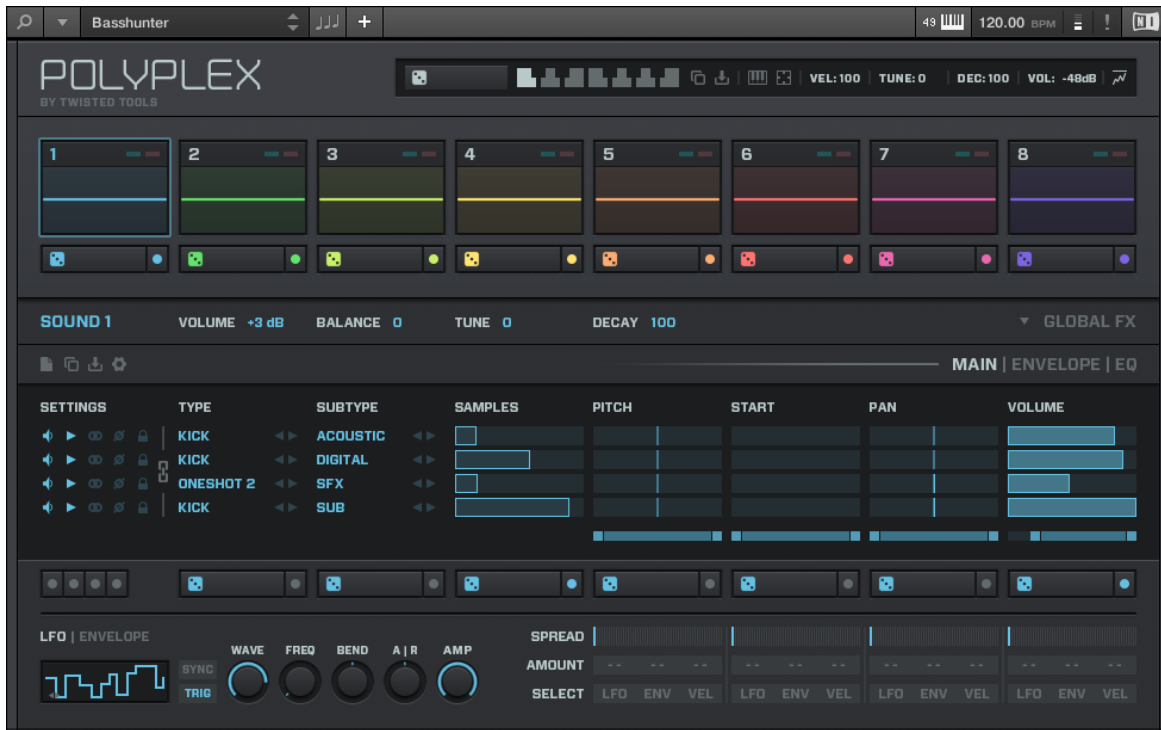 Basshunter
49 120.00 BPM ! NI
POLYPLEX
BY TWISTED TOOLS
VEL: 100 TUNE: 0 DEC: 100 VOL: -48dB
1 2 3 4 5 6 7 8
SOUND 1 VOLUME +3 dB BALANCE 0 TUNE 0 DECAY 100 GLOBAL FX
MAIN | ENVELOPE | EQ
SETTINGS TYPE SUBTYPE SAMPLES PITCH START PAN VOLUME
KICK ACOUSTIC
KICK DIGITAL
ONESHOT 2 SFX
KICK SUB
LFO | ENVELOPE
WAVE FREQ BEND A | R AMP
SYNC
TRIG
SPREAD
AMOUNT -- -- -- -- -- -- -- -- -- -- -- --
SELECT LFO ENV VEL LFO ENV VEL LFO ENV VEL LFO ENV VEL